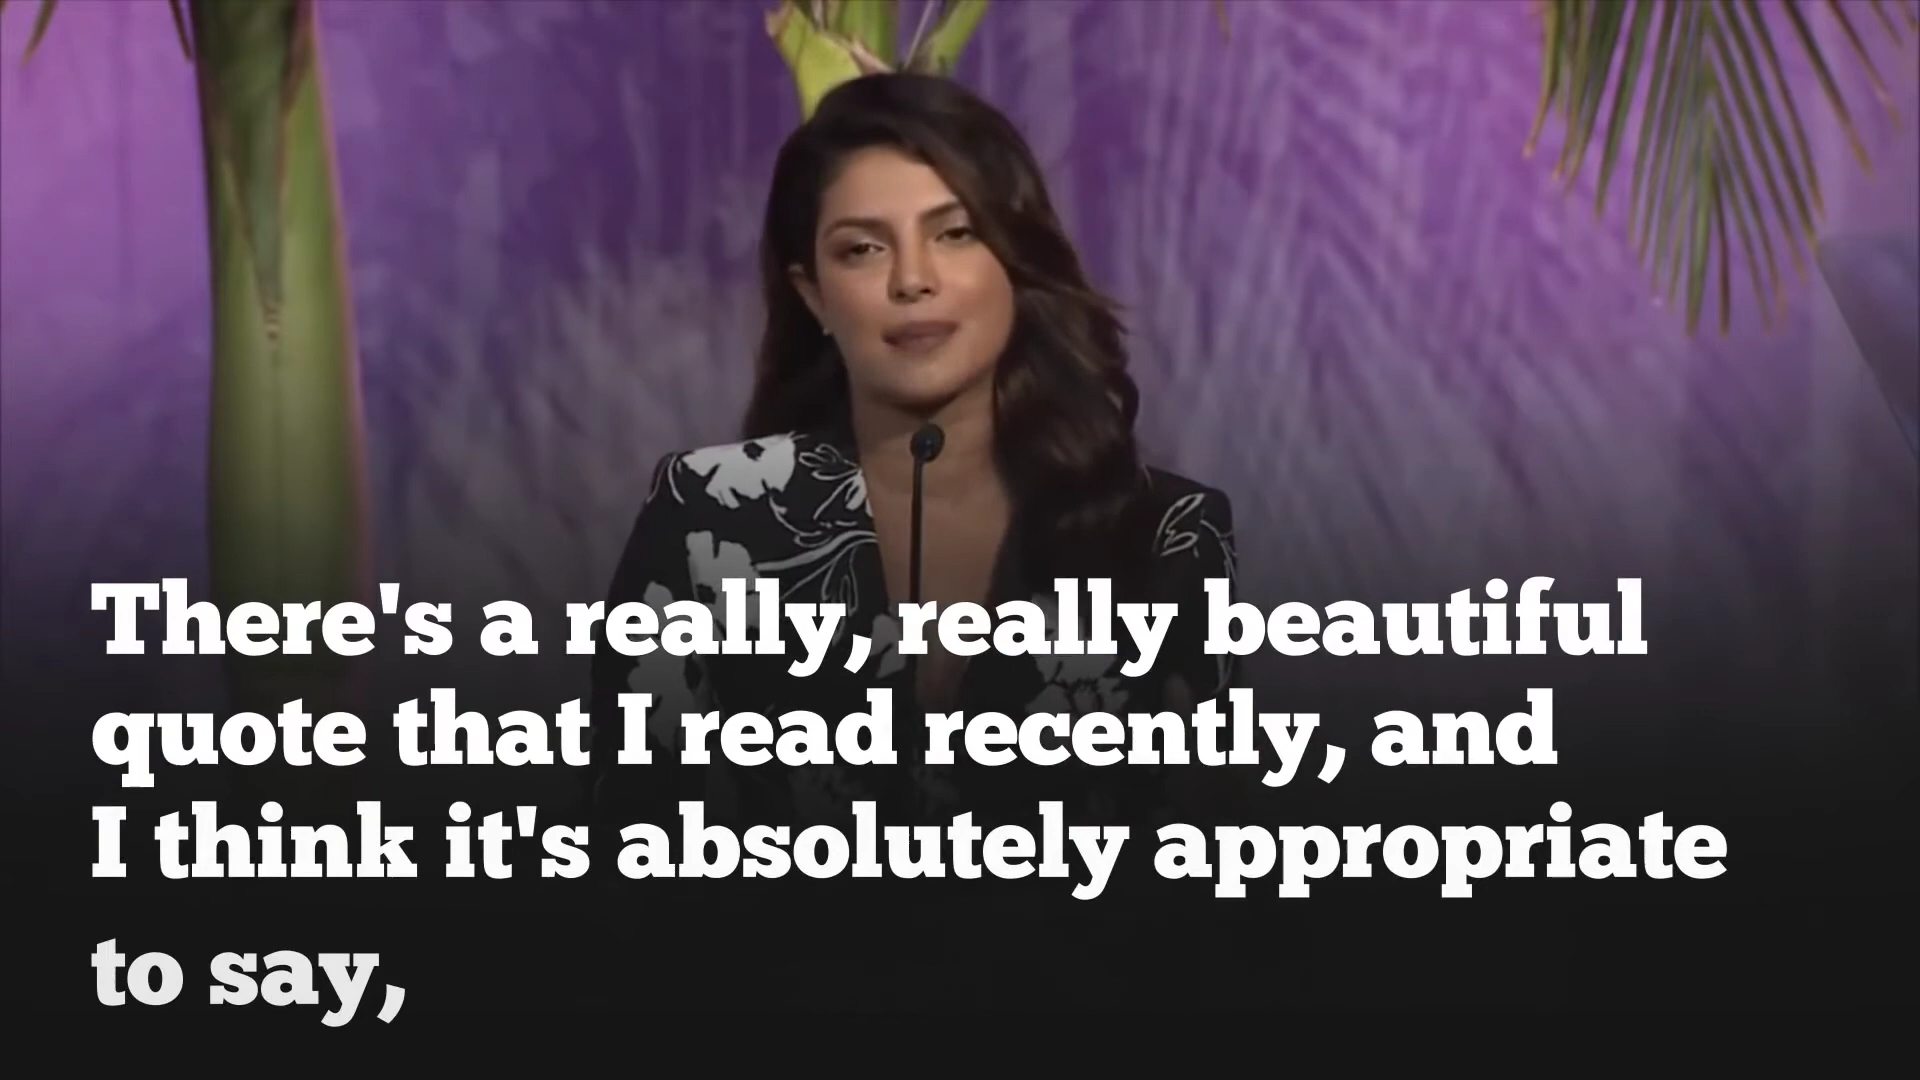 There's a really, really beautiful
quote that I read recently, and
I think it's absolutely appropriate
to say,